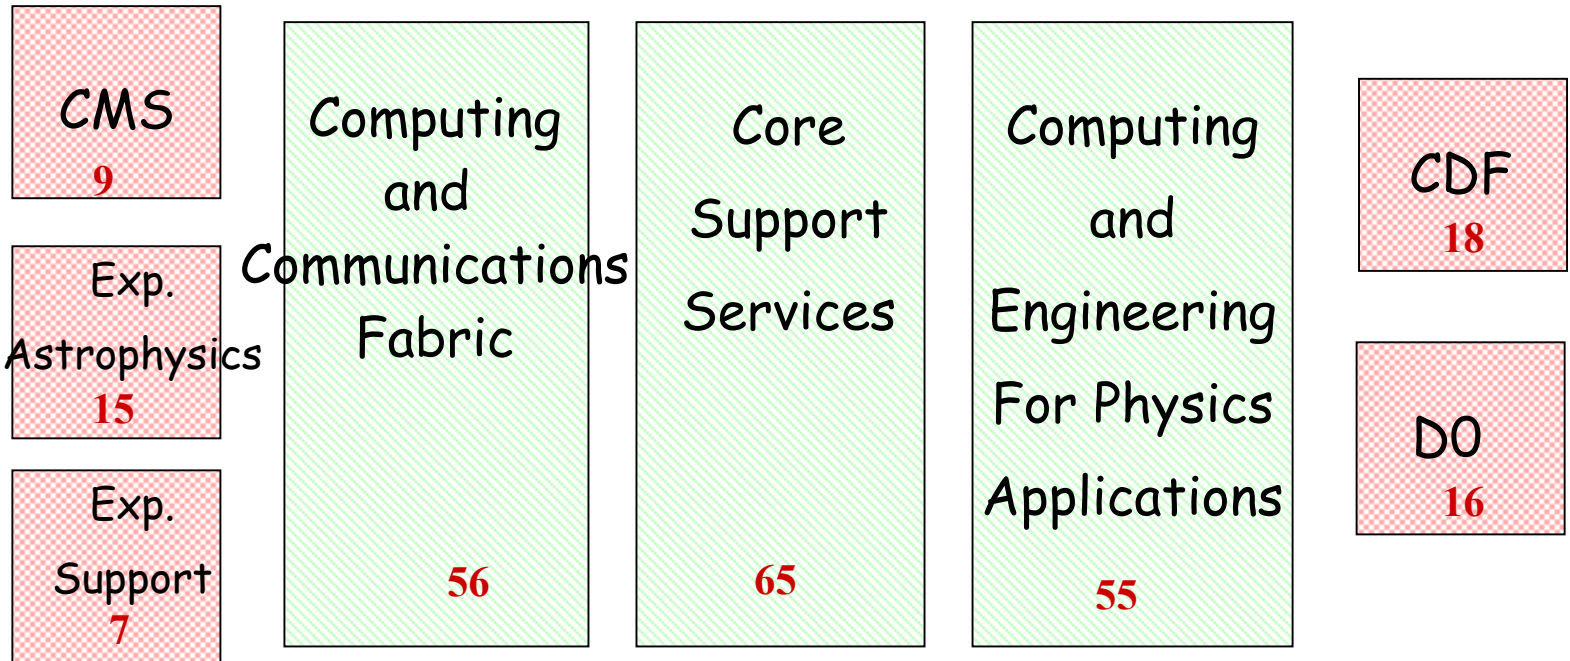 CMS
9
Exp.
Astrophysics
15
Exp.
Support
7
Computing
and
Communications
Fabric
56
Core
Support
Services
65
Computing
and
Engineering
For Physics
Applications
55
CDF
18
D0
16